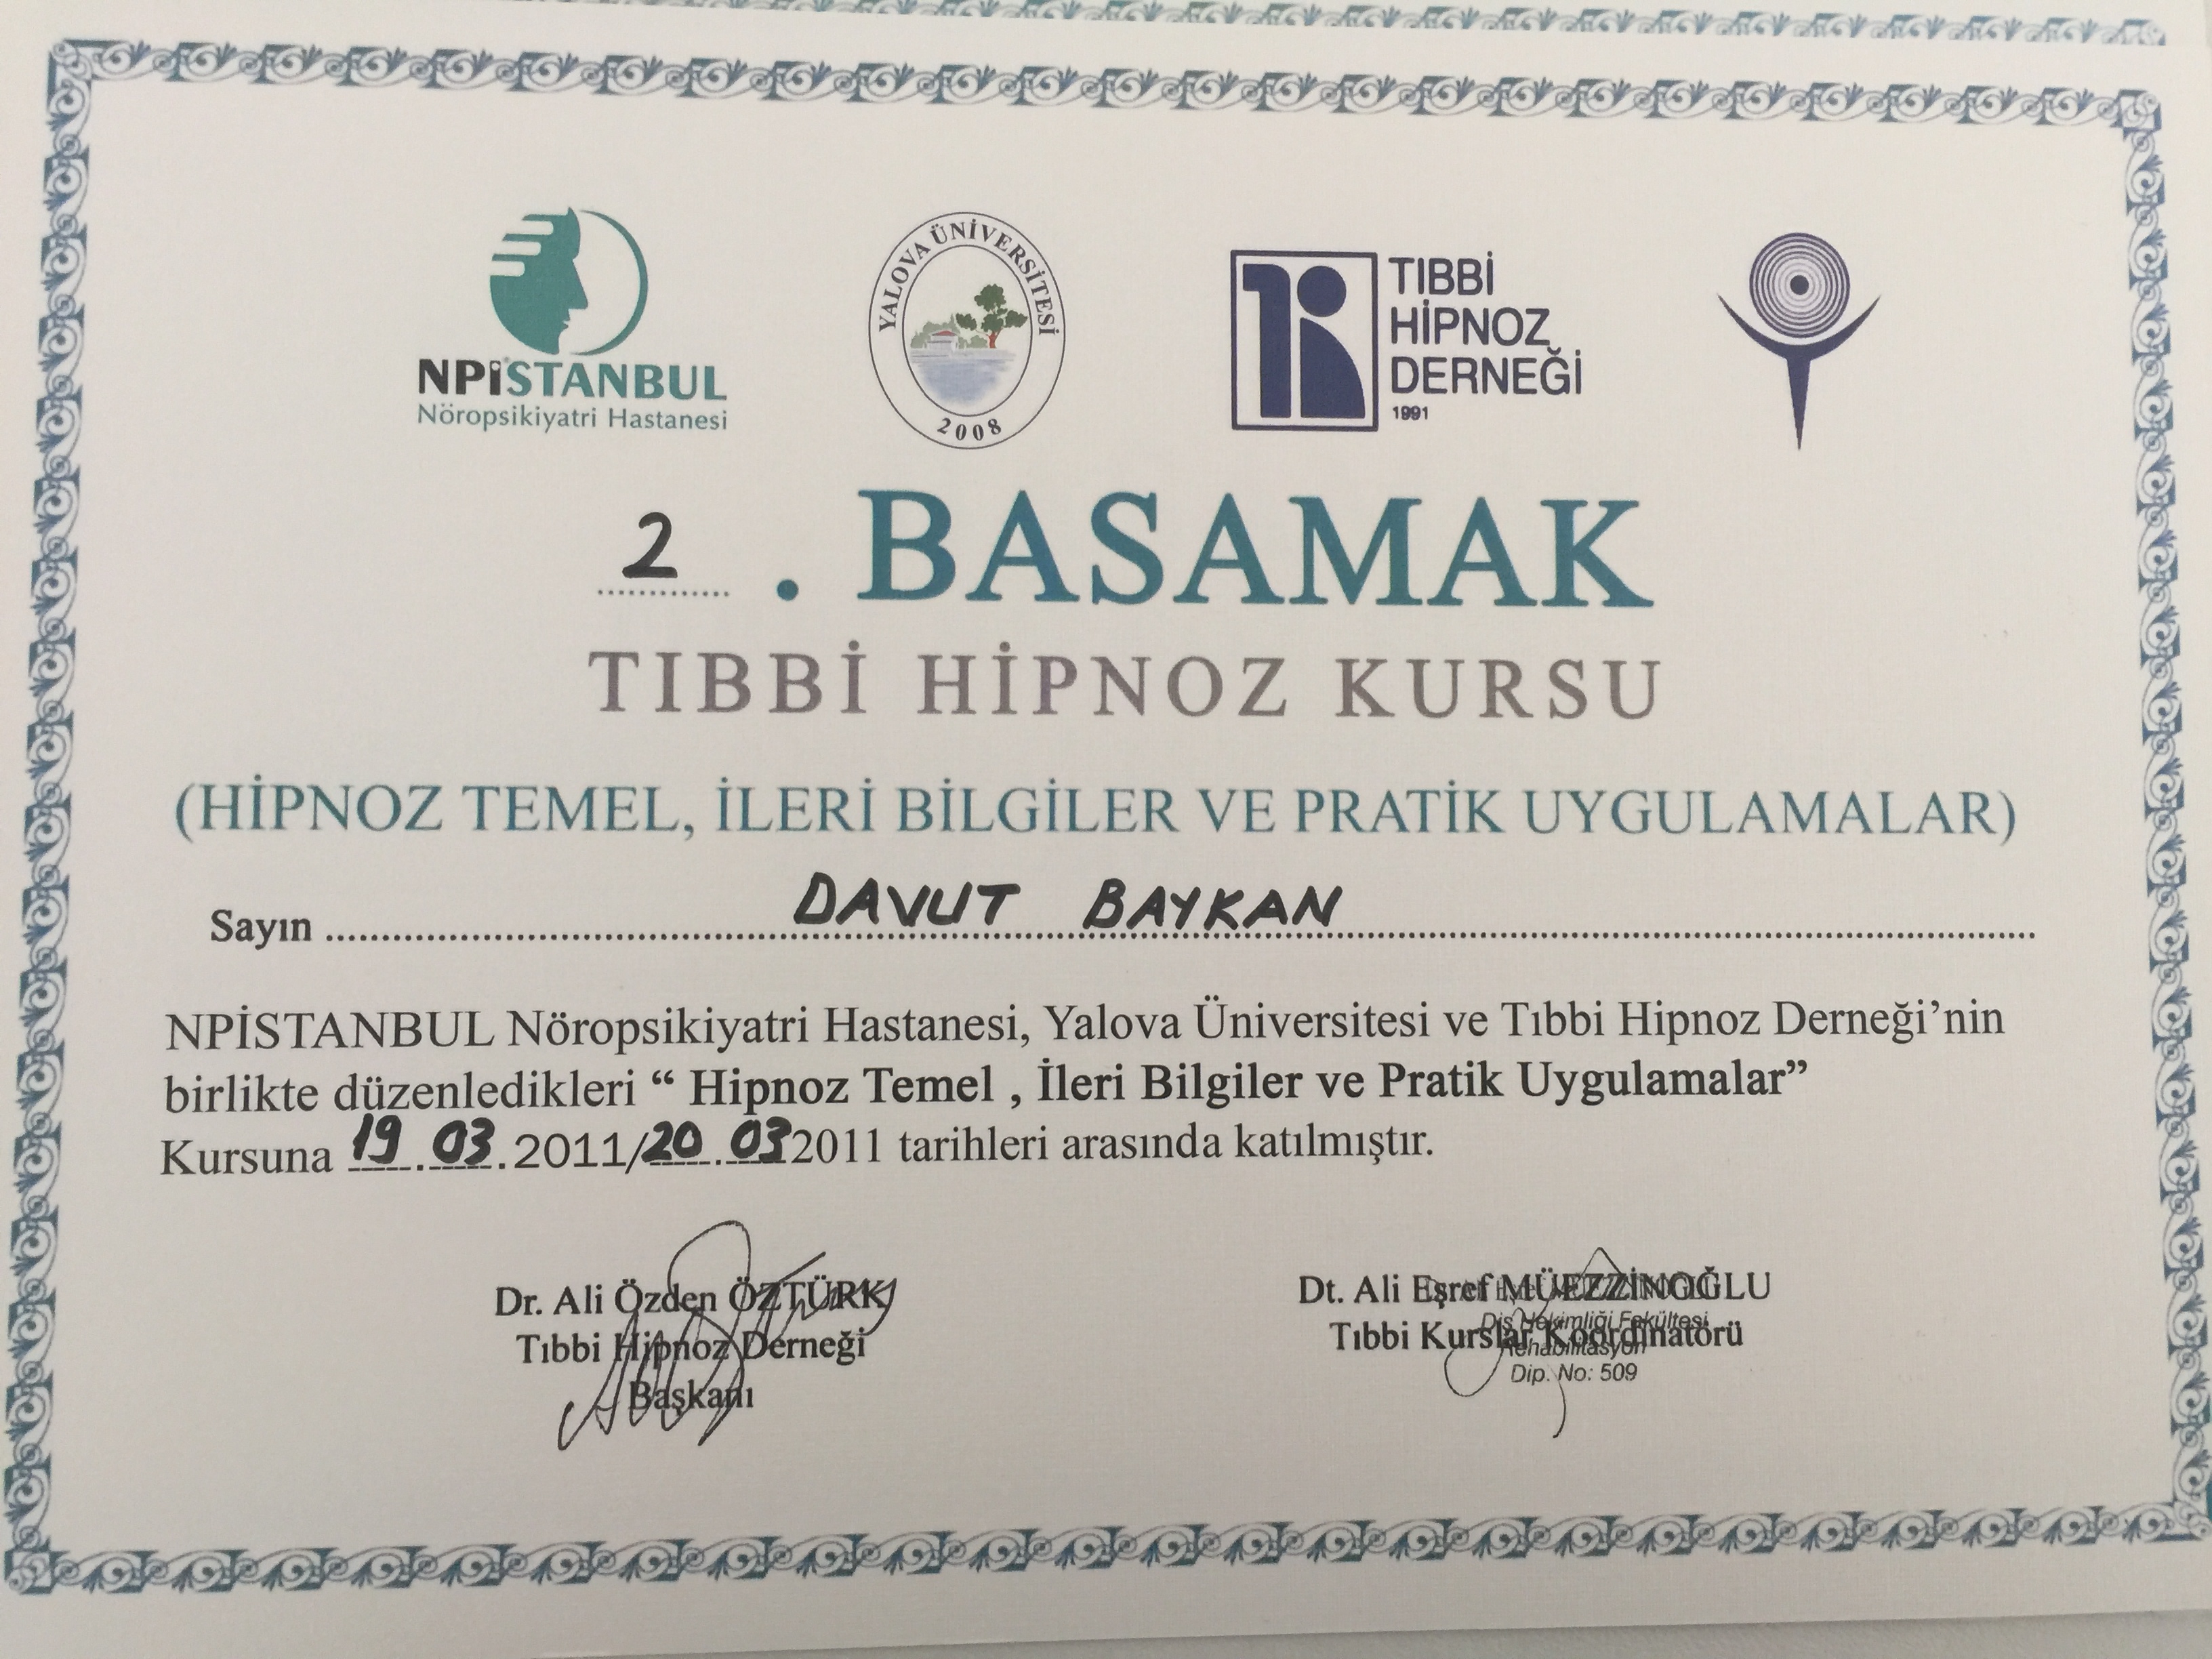 NPİSTANBUL
Nöropsikiyatri Hastanesi
YALOVA ÜNİVERSİTESİ
2008
TIBBİ
HİPNOZ
DERNEĞİ
1991
2 . BASAMAK
TIBBİ HİPNOZ KURSU
(HİPNOZ TEMEL, İLERİ BİLGİLER VE PRATİK UYGULAMALAR)
Sayın DAVUT BAYKAN
NPİSTANBUL Nöropsikiyatri Hastanesi, Yalova Üniversitesi ve Tıbbi Hipnoz Derneği’nin
birlikte düzenledikleri “ Hipnoz Temel , İleri Bilgiler ve Pratik Uygulamalar”
Kursuna 19.03.2011/20.03 2011 tarihleri arasında katılmıştır.
Dr. Ali Özden ÖZTÜRK
Tıbbi Hipnoz Derneği
Başkanı
Dt. Ali Eşref MÜEZZİNOĞLU
Diş Hekimliği Fekültesi
Tıbbi Kurslar Koordinatörü
Rehabilitasyon
Dip. No: 509